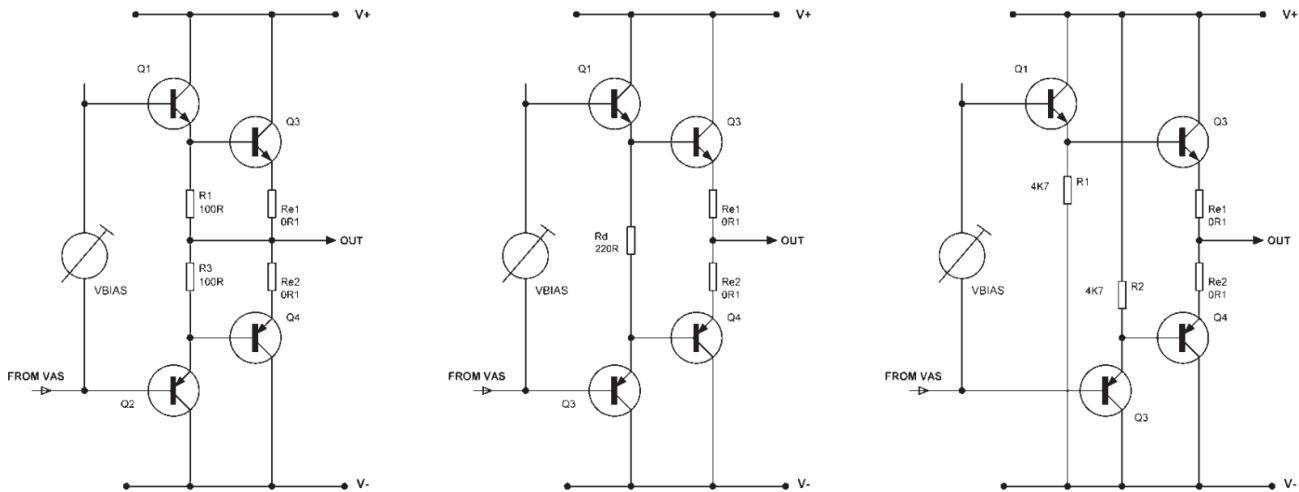 V+
Q1
Q3
R1
100R
Re1
0R1
OUT
R3
100R
Re2
0R1
VBIAS
Q4
FROM VAS
Q2
V-
V+
Q1
Q3
Re1
0R1
Rd
220R
OUT
Re2
0R1
VBIAS
Q4
FROM VAS
Q3
V-
V+
Q1
Q3
4K7
R1
Re1
0R1
OUT
Re2
0R1
VBIAS
4K7
R2
Q4
FROM VAS
Q3
V-